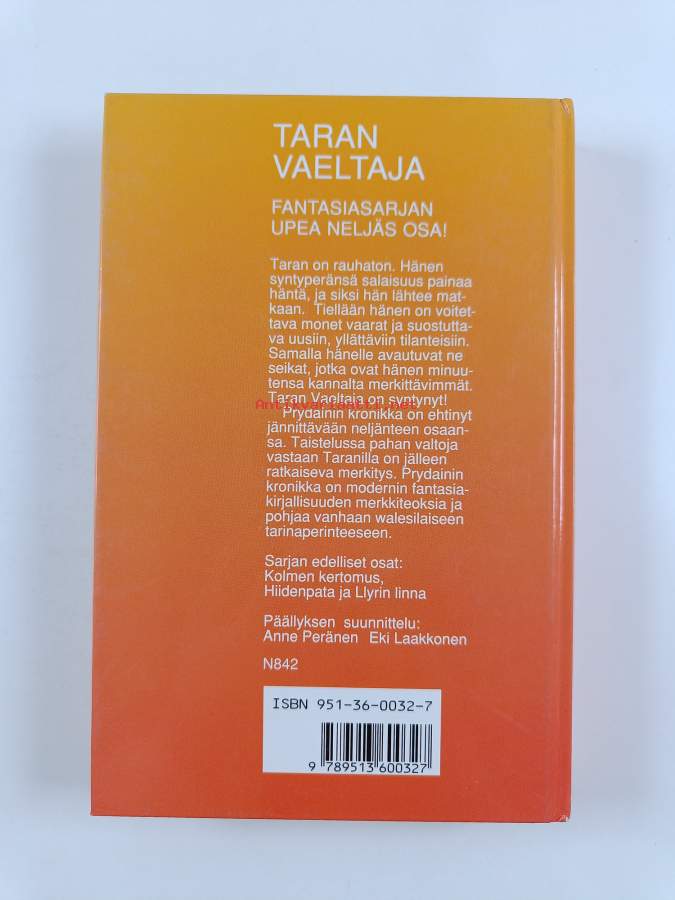 TARAN
VAELTAJA
FANTASIASARJAN
UPEA NELJÄS OSA!
Taran on rauhaton. Hänen
syntyperänsä salaisuus painaa
häntä, ja siksi hän lähtee mat-
kaan. Tiellään hänen on voitet-
tava monet vaarat ja suostutta-
va uusiin, yllättäviin tilanteisiin.
Samalla hänelle avautuvat ne
seikat, jotka ovat hänen minuu-
tensa kannalta merkittävimmät.
Taran Vaeltaja on syntynyt!
Antikvariaatti.net
Prydainin kronikka on ehtinyt
jännittävään neljänteen osaan-
sa. Taistelussa pahan valtoja
vastaan Taranilla on jälleen
ratkaiseva merkitys. Prydainin
kronikka on modernin fantasia-
kirjallisuuden merkkiteoksia ja
pohjaa vanhaan walesilaiseen
tarinaperinteeseen.
Sarjan edelliset osat:
Kolmen kertomus,
Hiidenpata ja Llyrin linna
Päällyksen suunnittelu:
Anne Peränen Eki Laakkonen
N842
ISBN 951-36-0032-7
9 789513 600327